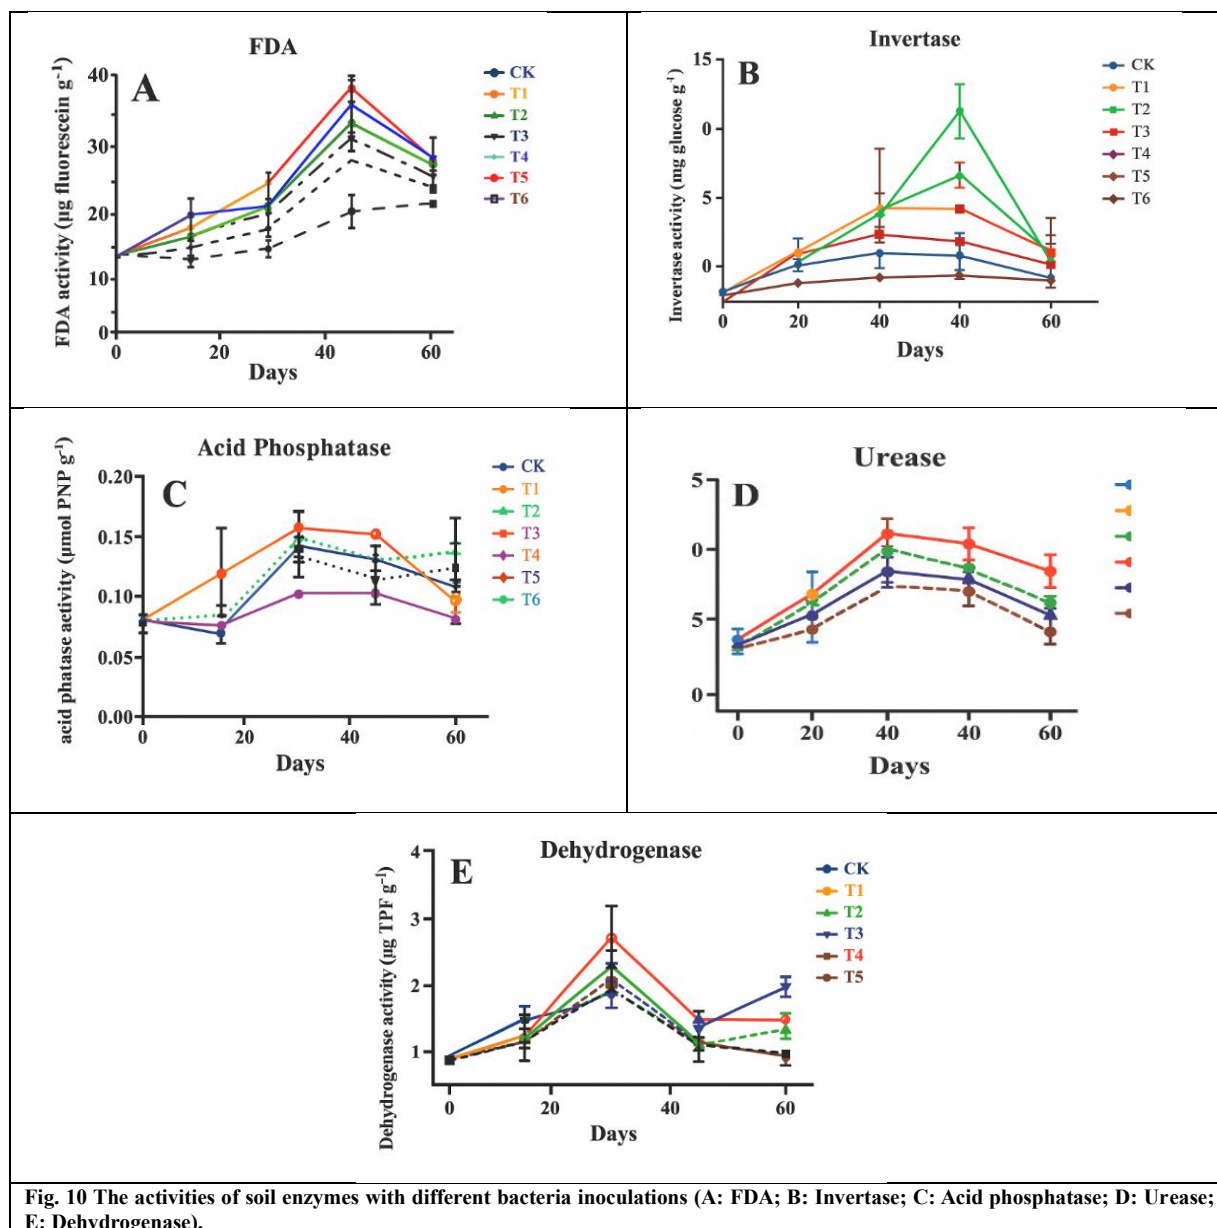 FDA
A
FDA activity (µg fluorescein g⁻¹)
40
30
20
10
0
0 20 40 60
Days
CK
T1
T2
T3
T4
T5
T6
Invertase
B
Invertase activity (mg glucose g⁻¹)
15
0
5
0
0 20 40 40 60
Days
CK
T1
T2
T3
T4
T5
T6
Acid Phosphatase
C
acid phatase activity (µmol PNP g⁻¹)
0.20
0.15
0.10
0.05
0.00
0 20 40 60
Days
CK
T1
T2
T3
T4
T5
T6
Urease
D
5
0
5
0
0 20 40 40 60
Days
Dehydrogenase
E
Dehydrogenase activity (µg TPF g⁻¹)
4
3
2
1
0 20 40 60
Days
CK
T1
T2
T3
T4
T5
Fig. 10 The activities of soil enzymes with different bacteria inoculations (A: FDA; B: Invertase; C: Acid phosphatase; D: Urease;
E: Dehydrogenase).